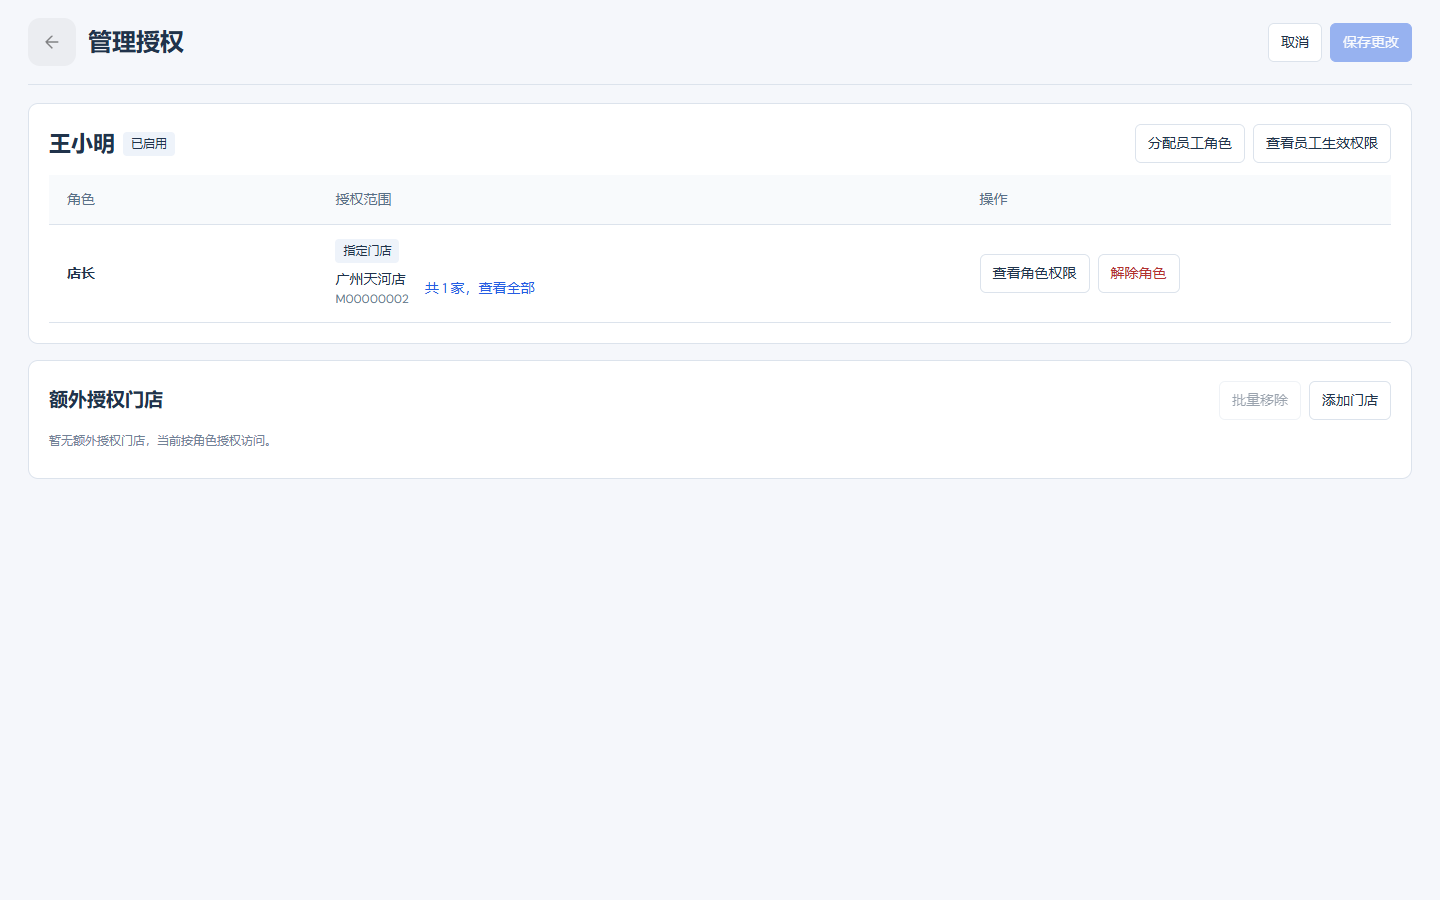 管理授权
取消
保存更改
王小明 已启用
分配员工角色
查看员工生效权限
角色 授权范围 操作
店长
指定门店
广州天河店
M00000002
共 1 家，查看全部
查看角色权限
解除角色
额外授权门店
批量移除
添加门店
暂无额外授权门店，当前按角色授权访问。